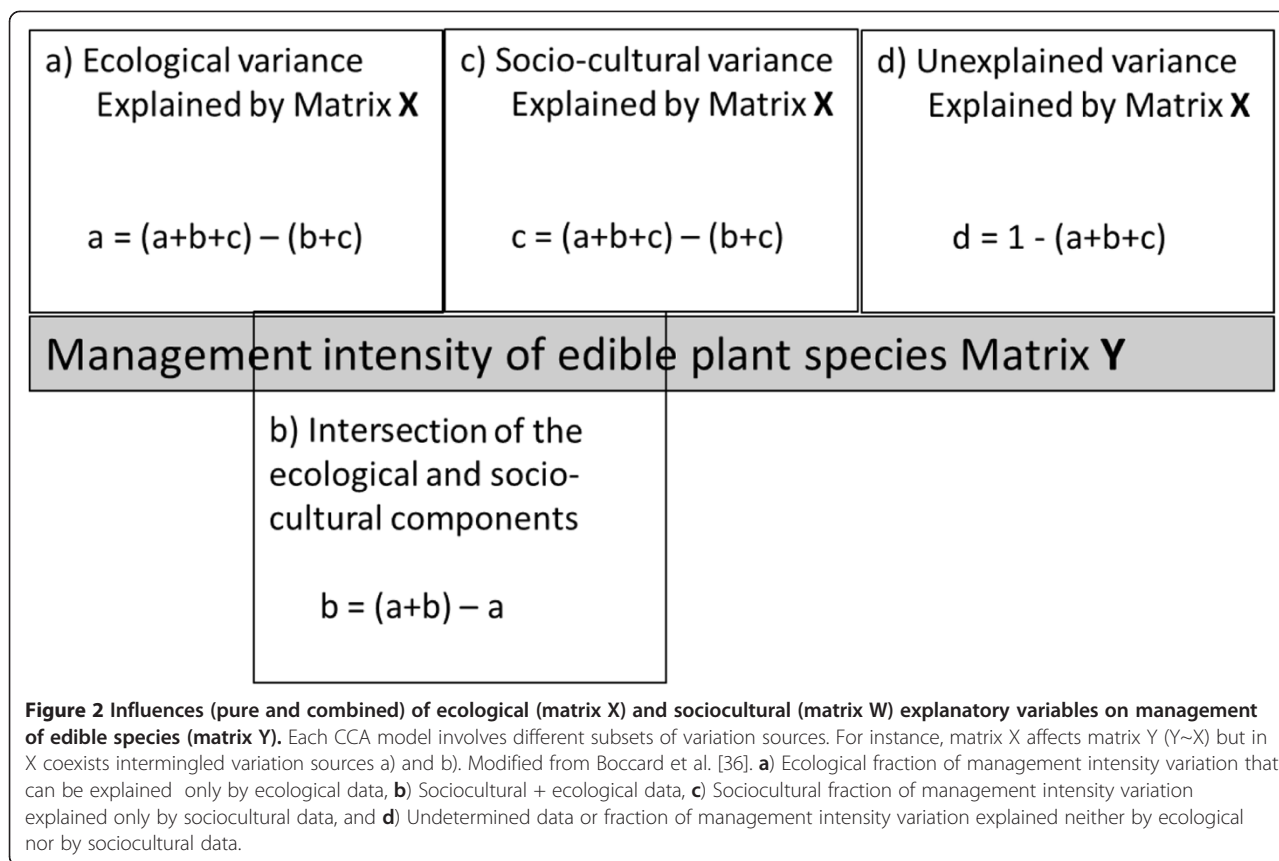 a) Ecological variance
Explained by Matrix X
a = (a+b+c) – (b+c)
c) Socio-cultural variance
Explained by Matrix X
c = (a+b+c) – (b+c)
d) Unexplained variance
Explained by Matrix X
d = 1 - (a+b+c)
Management intensity of edible plant species Matrix Y
b) Intersection of the
ecological and socio-
cultural components
b = (a+b) – a
Figure 2 Influences (pure and combined) of ecological (matrix X) and sociocultural (matrix W) explanatory variables on management
of edible species (matrix Y). Each CCA model involves different subsets of variation sources. For instance, matrix X affects matrix Y (Y~X) but in
X coexists intermingled variation sources a) and b). Modified from Boccard et al. [36]. a) Ecological fraction of management intensity variation that
can be explained only by ecological data, b) Sociocultural + ecological data, c) Sociocultural fraction of management intensity variation
explained only by sociocultural data, and d) Undetermined data or fraction of management intensity variation explained neither by ecological
nor by sociocultural data.